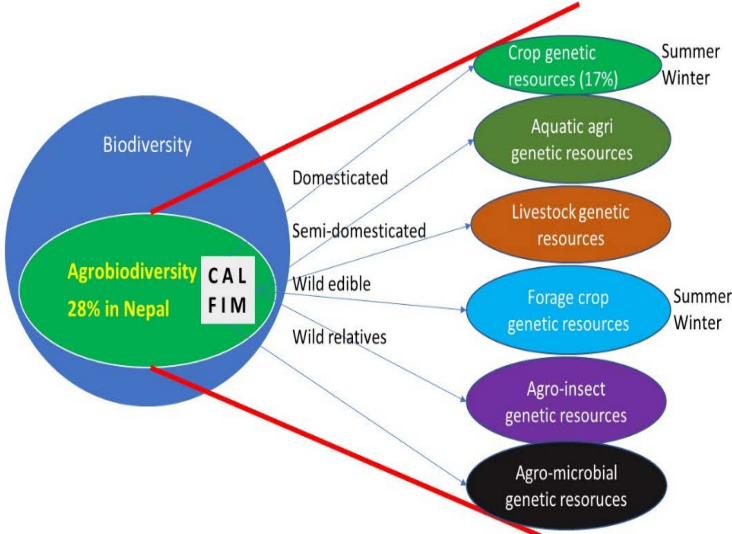 Biodiversity
Agrobiodiversity
28% in Nepal
C A L
F I M
Domesticated
Semi-domesticated
Wild edible
Wild relatives
Crop genetic
resources (17%)
Summer
Winter
Aquatic agri
genetic resources
Livestock genetic
resources
Forage crop
genetic resources
Summer
Winter
Agro-insect
genetic resources
Agro-microbial
genetic resoruces